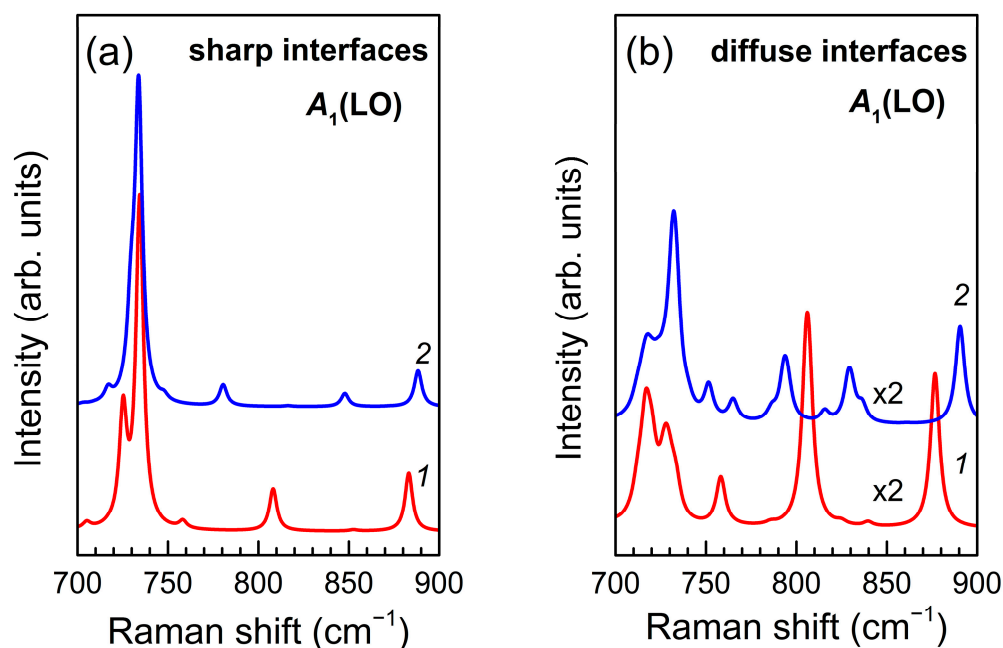 (a)
sharp interfaces
A₁(LO)
2
1
Intensity (arb. units)
700 750 800 850 900
Raman shift (cm⁻¹)
(b)
diffuse interfaces
A₁(LO)
2
x2
1
x2
Intensity (arb. units)
700 750 800 850 900
Raman shift (cm⁻¹)